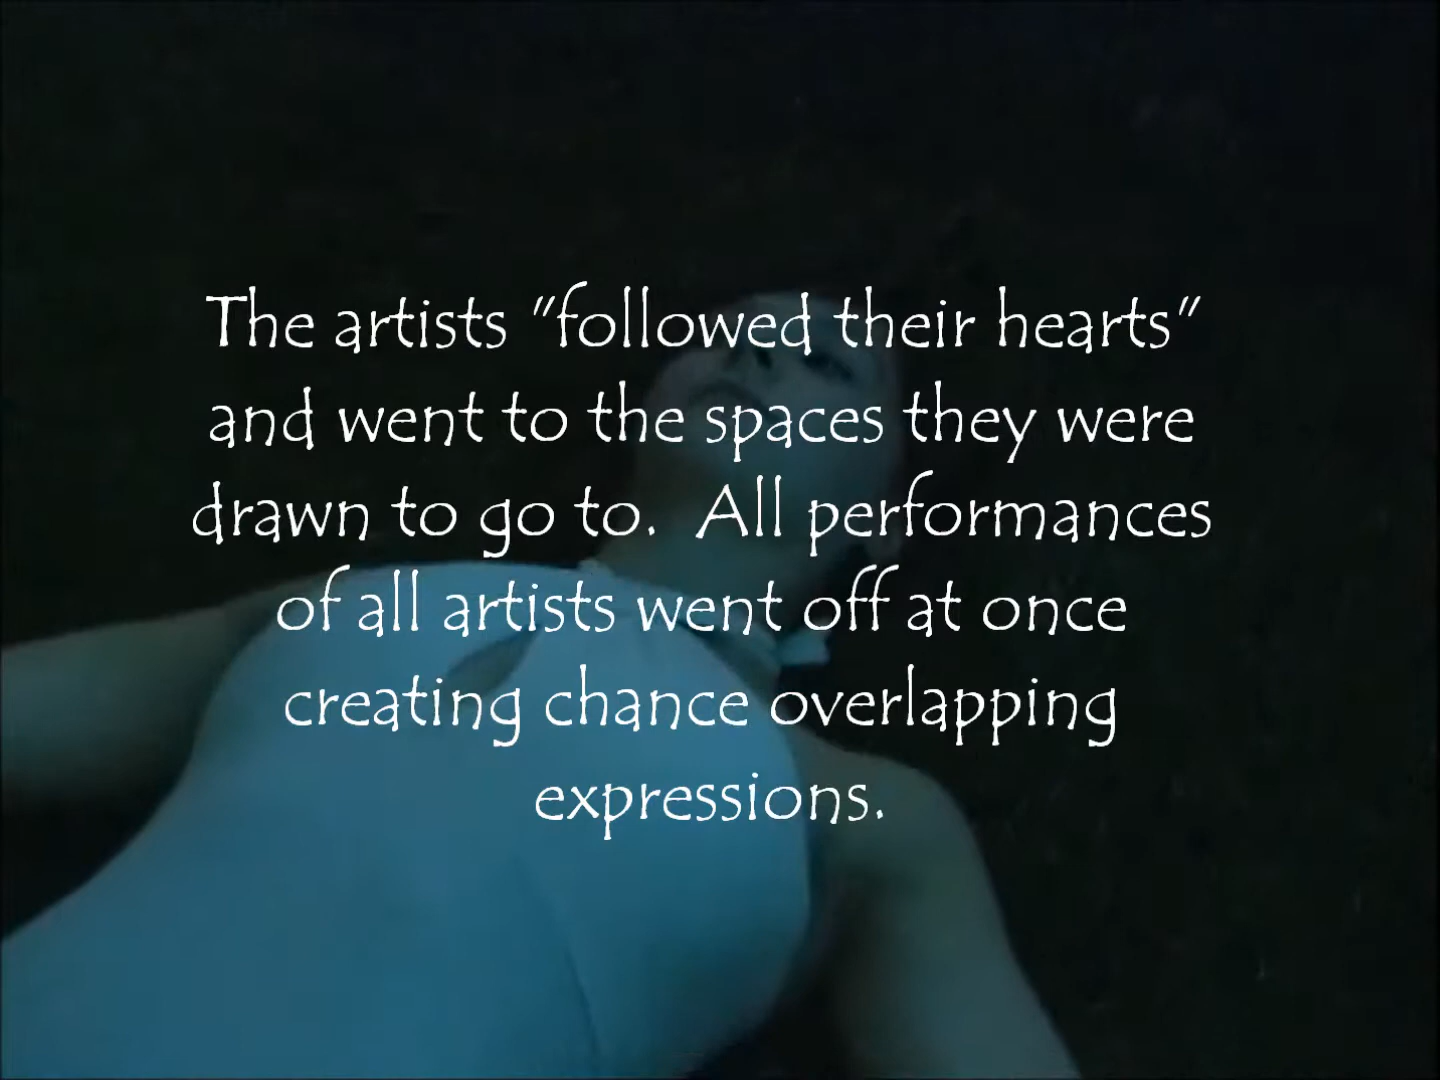 The artists "followed their hearts"
and went to the spaces they were
drawn to go to.  All performances
of all artists went off at once
creating chance overlapping
expressions.